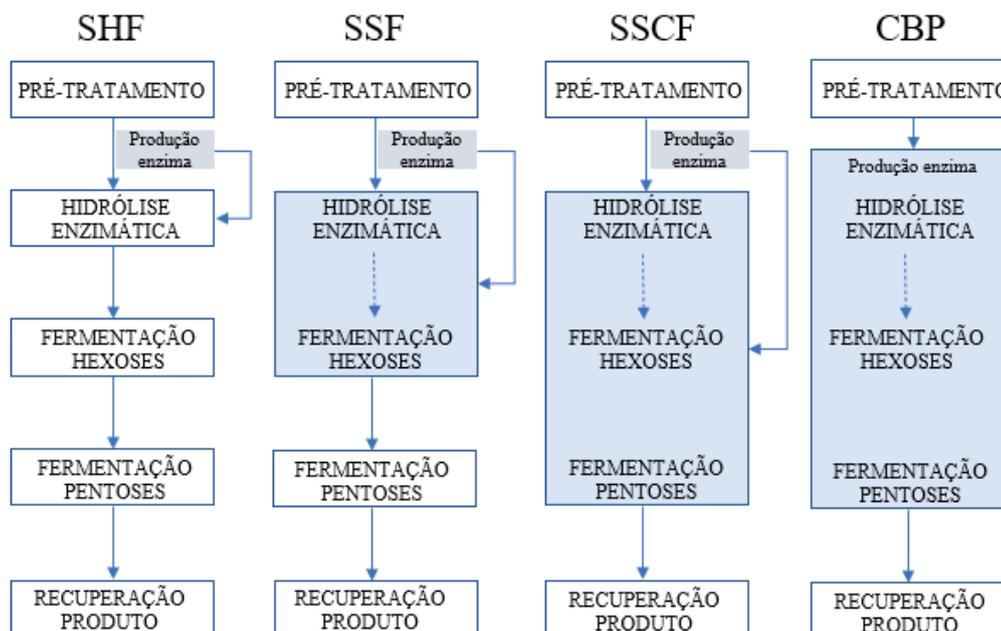 SHF
PRÉ-TRATAMENTO
Produção
enzima
HIDRÓLISE
ENZIMÁTICA
FERMENTAÇÃO
HEXOSES
FERMENTAÇÃO
PENTOSES
RECUPERAÇÃO
PRODUTO
SSF
PRÉ-TRATAMENTO
Produção
enzima
HIDRÓLISE
ENZIMÁTICA
FERMENTAÇÃO
HEXOSES
FERMENTAÇÃO
PENTOSES
RECUPERAÇÃO
PRODUTO
SSCF
PRÉ-TRATAMENTO
Produção
enzima
HIDRÓLISE
ENZIMÁTICA
FERMENTAÇÃO
HEXOSES
FERMENTAÇÃO
PENTOSES
RECUPERAÇÃO
PRODUTO
CBP
PRÉ-TRATAMENTO
Produção enzima
HIDRÓLISE
ENZIMÁTICA
FERMENTAÇÃO
HEXOSES
FERMENTAÇÃO
PENTOSES
RECUPERAÇÃO
PRODUTO